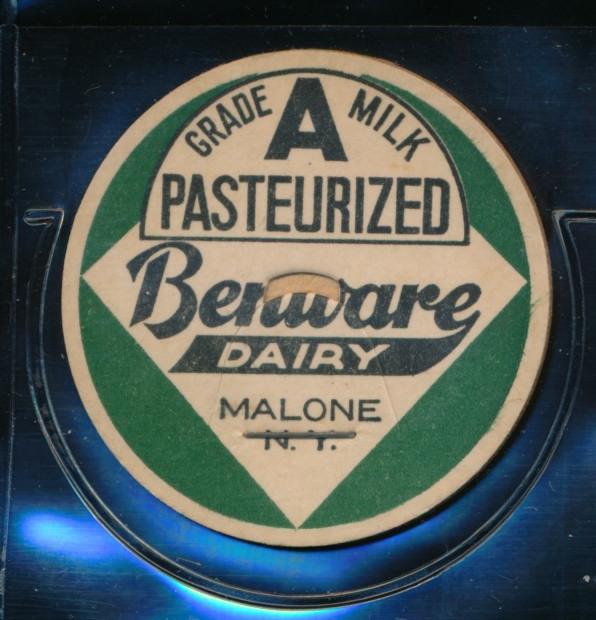 GRADE A MILK
PASTEURIZED
Benware
DAIRY
MALONE
N. Y.